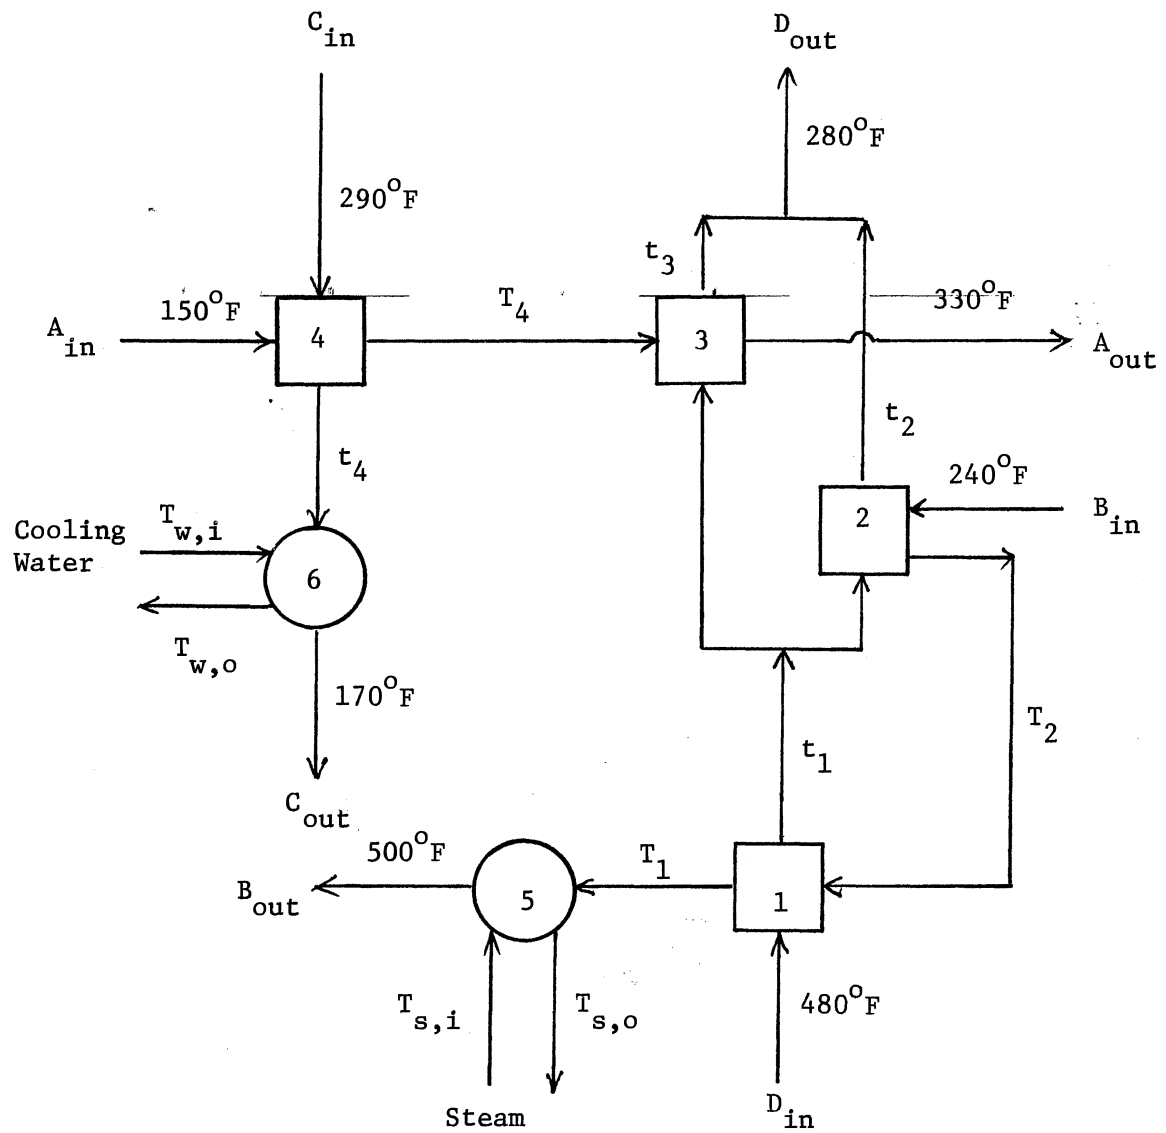 C_in
D_out
280°F
290°F
t_3
150°F
T_4
330°F
A_in
4
3
A_out
t_2
t_4
240°F
T_w,i
2
B_in
Cooling
Water
6
T_w,o
170°F
T_2
t_1
C_out
500°F
T_1
B_out
5
1
T_s,i
T_s,o
480°F
Steam
D_in